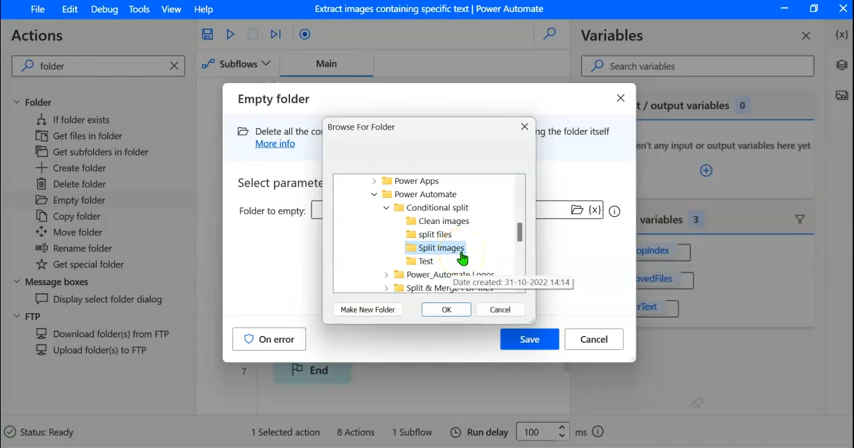 File Edit Debug Tools View Help
Extract images containing specific text | Power Automate
Actions
folder
Folder
If folder exists
Get files in folder
Get subfolders in folder
Create folder
Delete folder
Empty folder
Copy folder
Move folder
Rename folder
Get special folder
Message boxes
Display select folder dialog
FTP
Download folder(s) from FTP
Upload folder(s) to FTP
Subflows
Main
Empty folder
Delete all the
ng the folder itself
More info
Select paramete
Folder to empty:
{x}
On error
Save
Cancel
Browse For Folder
Power Apps
Power Automate
Conditional split
Clean images
split files
Split Images
Test
Power_Automate Logos
Date created: 31-10-2022 14:14
Split & Merge PDF files
Make New Folder
OK
Cancel
7
End
Variables
{x}
Search variables
t / output variables 0
n't any input or output variables here yet
variables 3
opIndex
ovedFiles
rText
Status: Ready
1 Selected action
8 Actions
1 Subflow
Run delay
100
ms